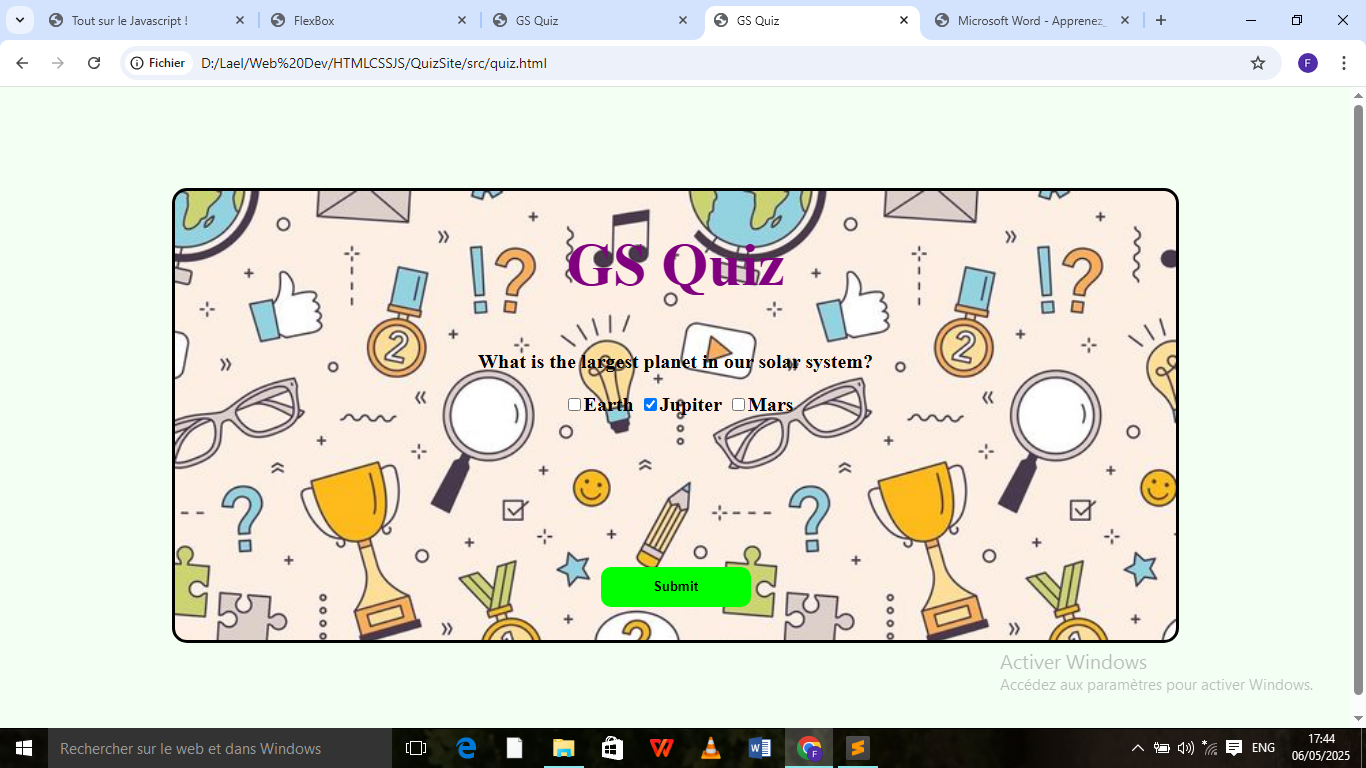 Tout sur le Javascript !
FlexBox
GS Quiz
GS Quiz
Microsoft Word - Apprenez_
Fichier
D:/Lael/Web%20Dev/HTMLCSSJS/QuizSite/src/quiz.html
F
GS Quiz
What is the largest planet in our solar system?
Earth Jupiter Mars
Submit
Activer Windows
Accédez aux paramètres pour activer Windows.
Rechercher sur le web et dans Windows
ENG
17:44
06/05/2025